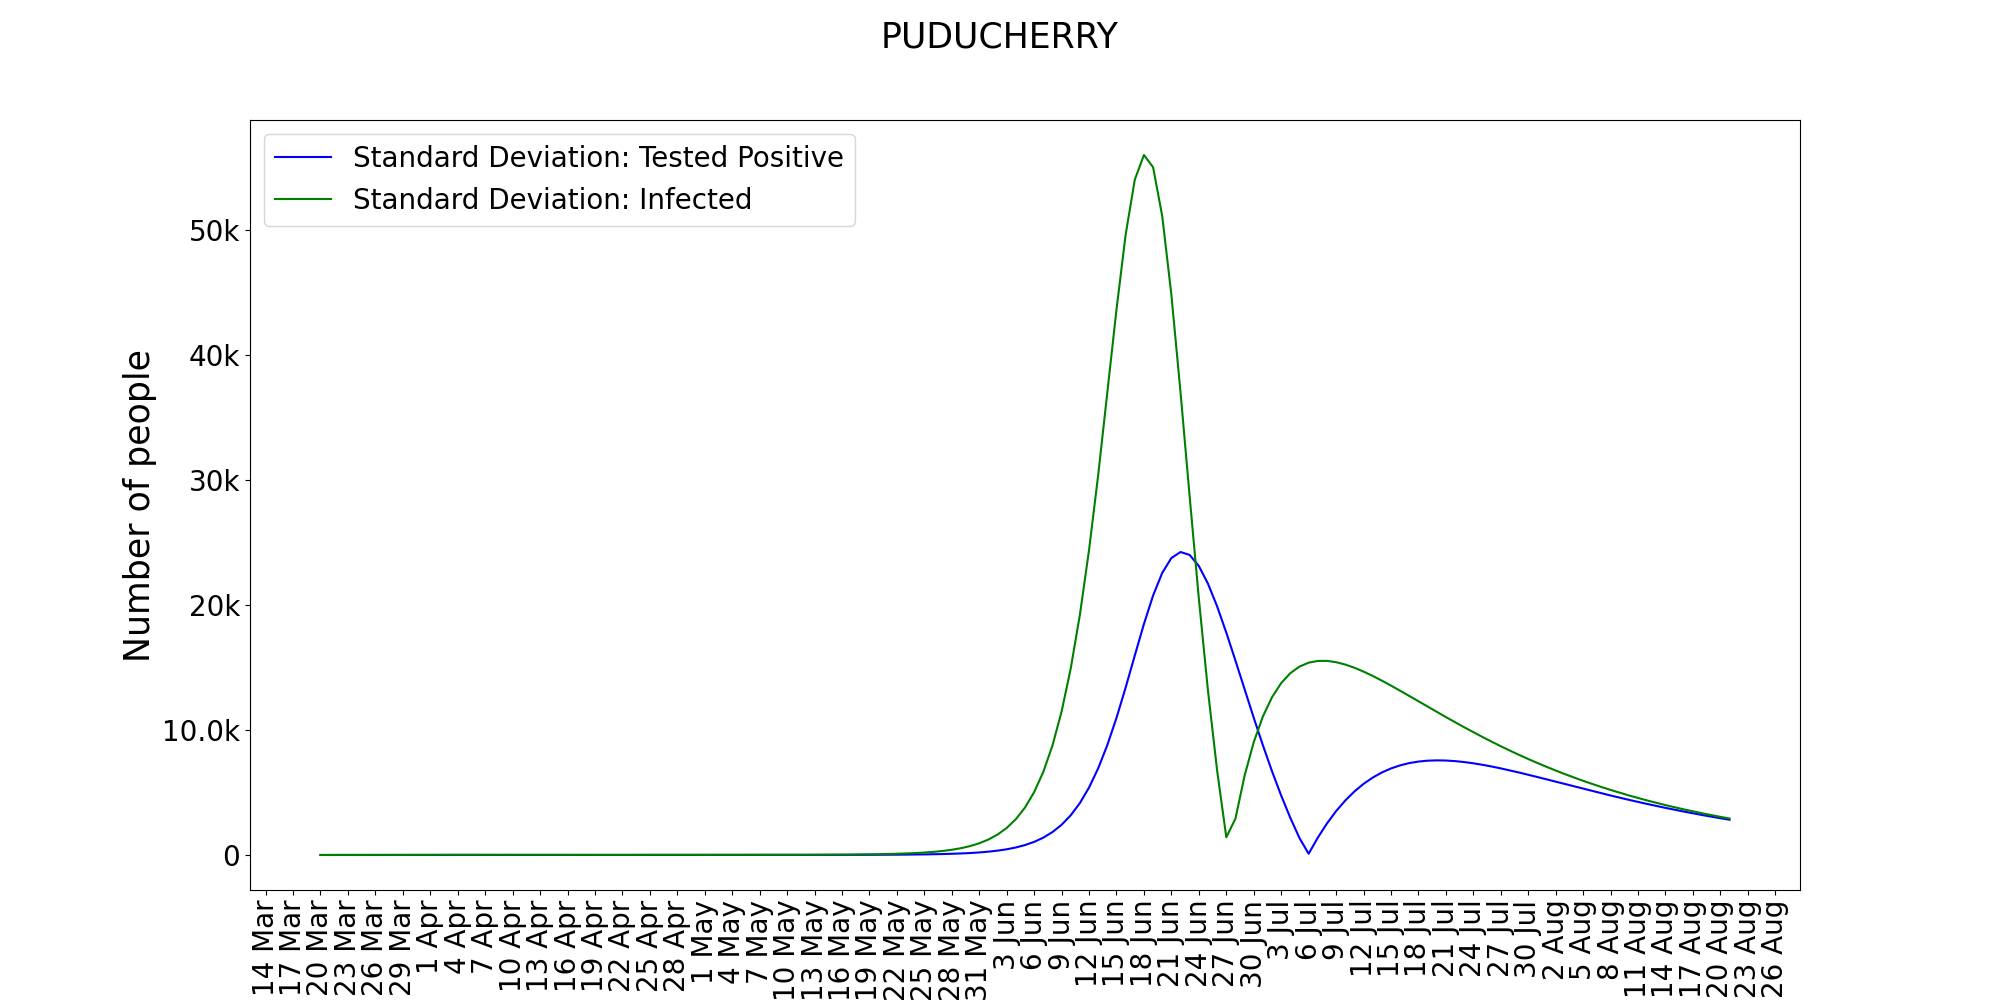 PUDUCHERRY
Standard Deviation: Tested Positive
Standard Deviation: Infected
Number of people
50k
40k
30k
20k
10.0k
0
14 Mar
17 Mar
20 Mar
23 Mar
26 Mar
29 Mar
1 Apr
4 Apr
7 Apr
10 Apr
13 Apr
16 Apr
19 Apr
22 Apr
25 Apr
28 Apr
1 May
4 May
7 May
10 May
13 May
16 May
19 May
22 May
25 May
28 May
31 May
3 Jun
6 Jun
9 Jun
12 Jun
15 Jun
18 Jun
21 Jun
24 Jun
27 Jun
30 Jun
3 Jul
6 Jul
9 Jul
12 Jul
15 Jul
18 Jul
21 Jul
24 Jul
27 Jul
30 Jul
2 Aug
5 Aug
8 Aug
11 Aug
14 Aug
17 Aug
20 Aug
23 Aug
26 Aug